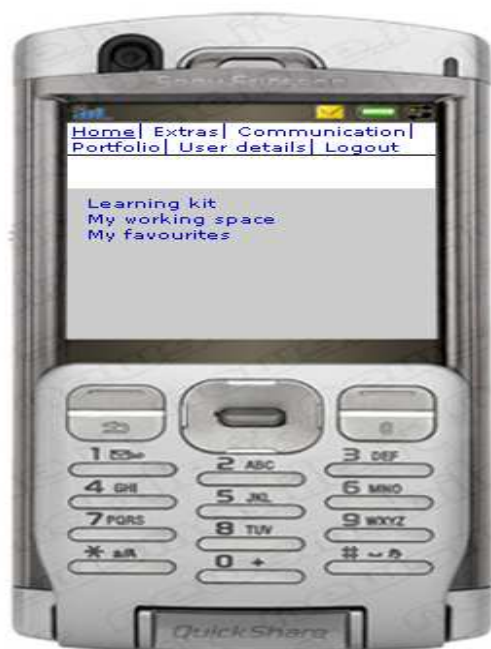 Sony Ericsson
Home| Extras| Communication|
Portfolio| User details| Logout
Learning kit
My working space
My favourites
1
2 ABC
3 DEF
4 GHI
5 JKL
6 MNO
7 PQRS
8 TUV
9 WXYZ
* a/A
0 +
#
QuickShare